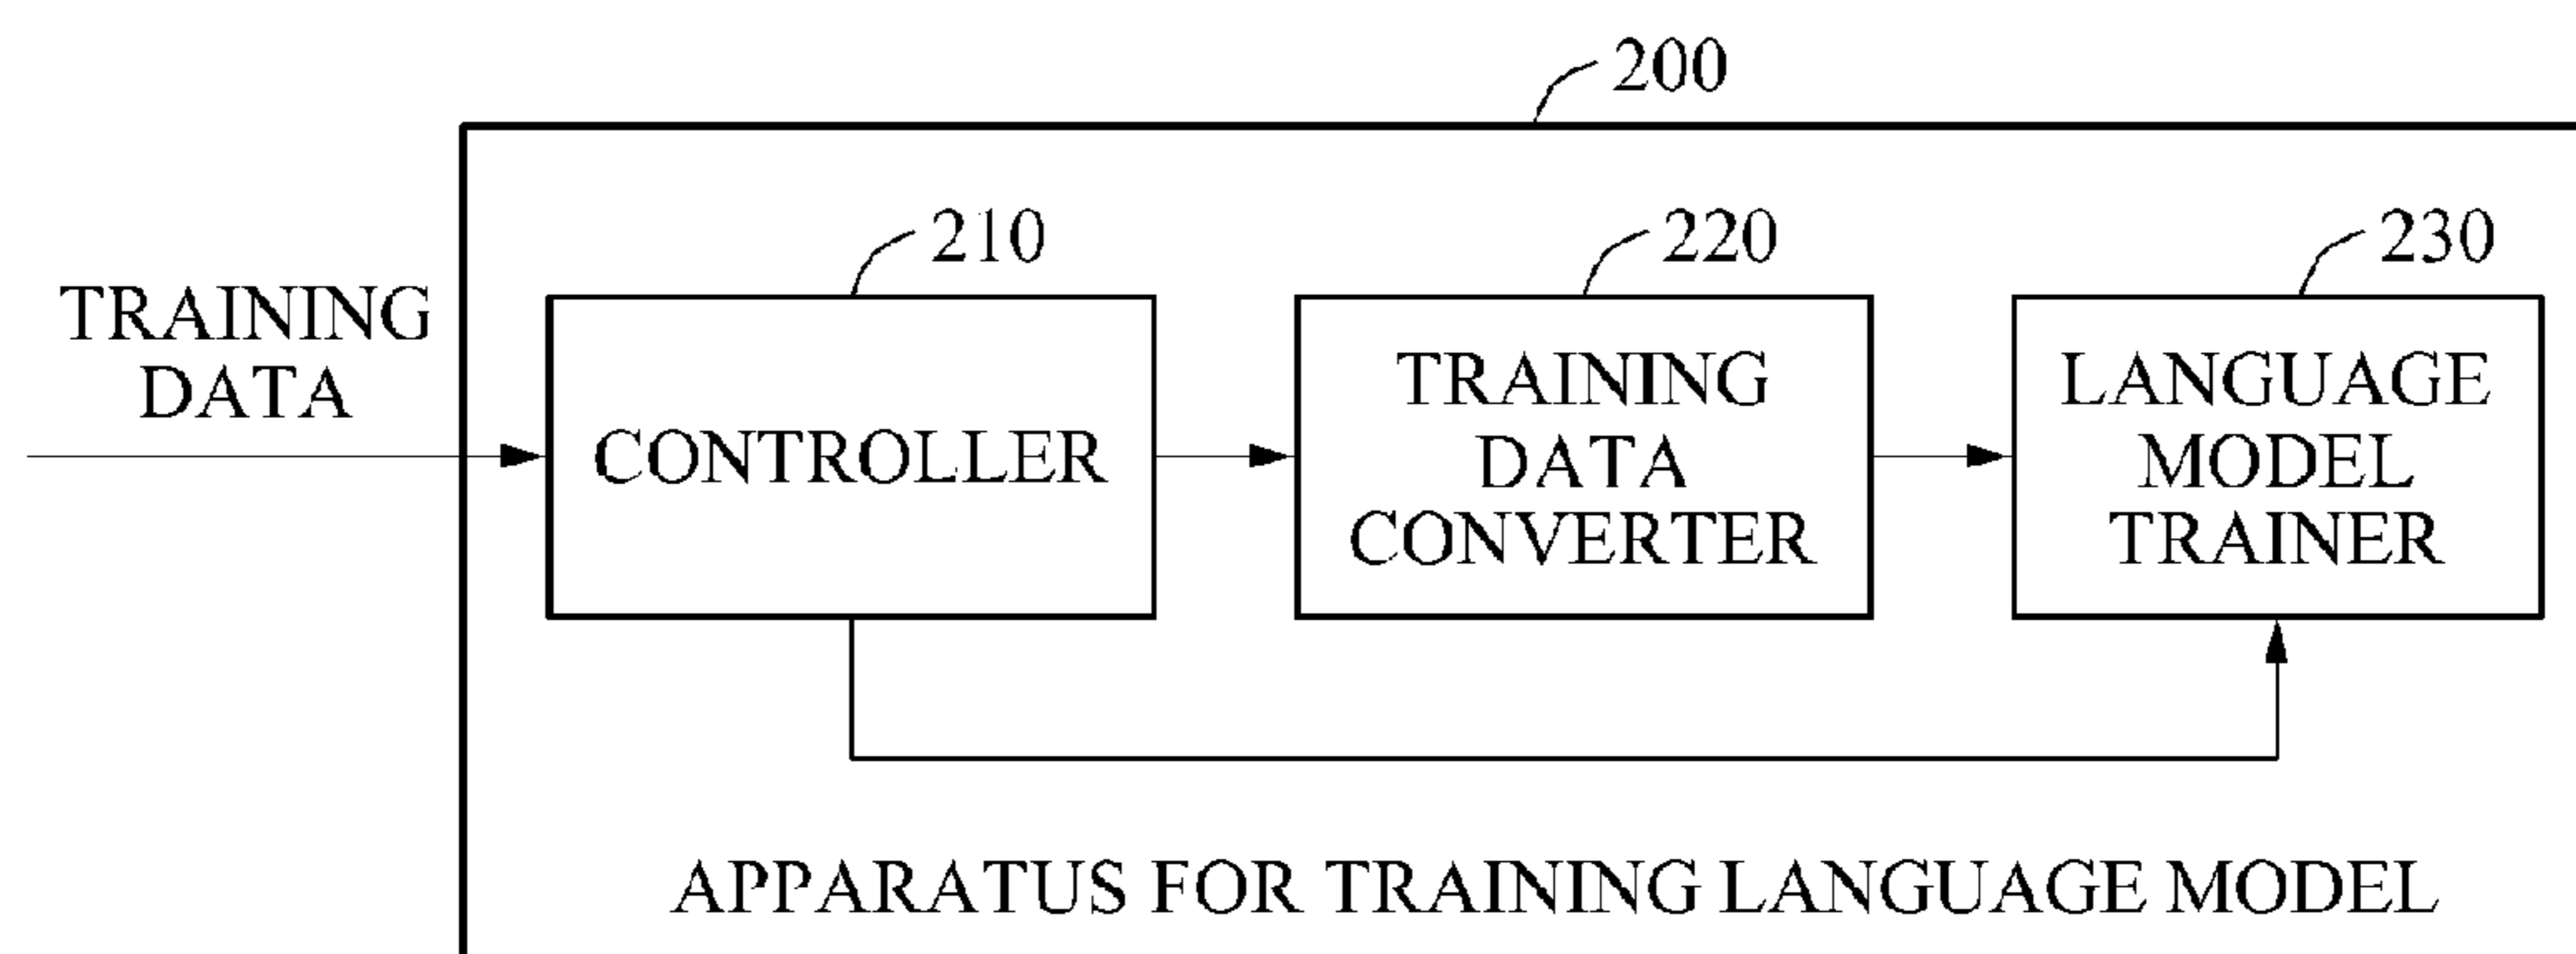 200
210
220
230
TRAINING
DATA
CONTROLLER
TRAINING
DATA
CONVERTER
LANGUAGE
MODEL
TRAINER
APPARATUS FOR TRAINING LANGUAGE MODEL